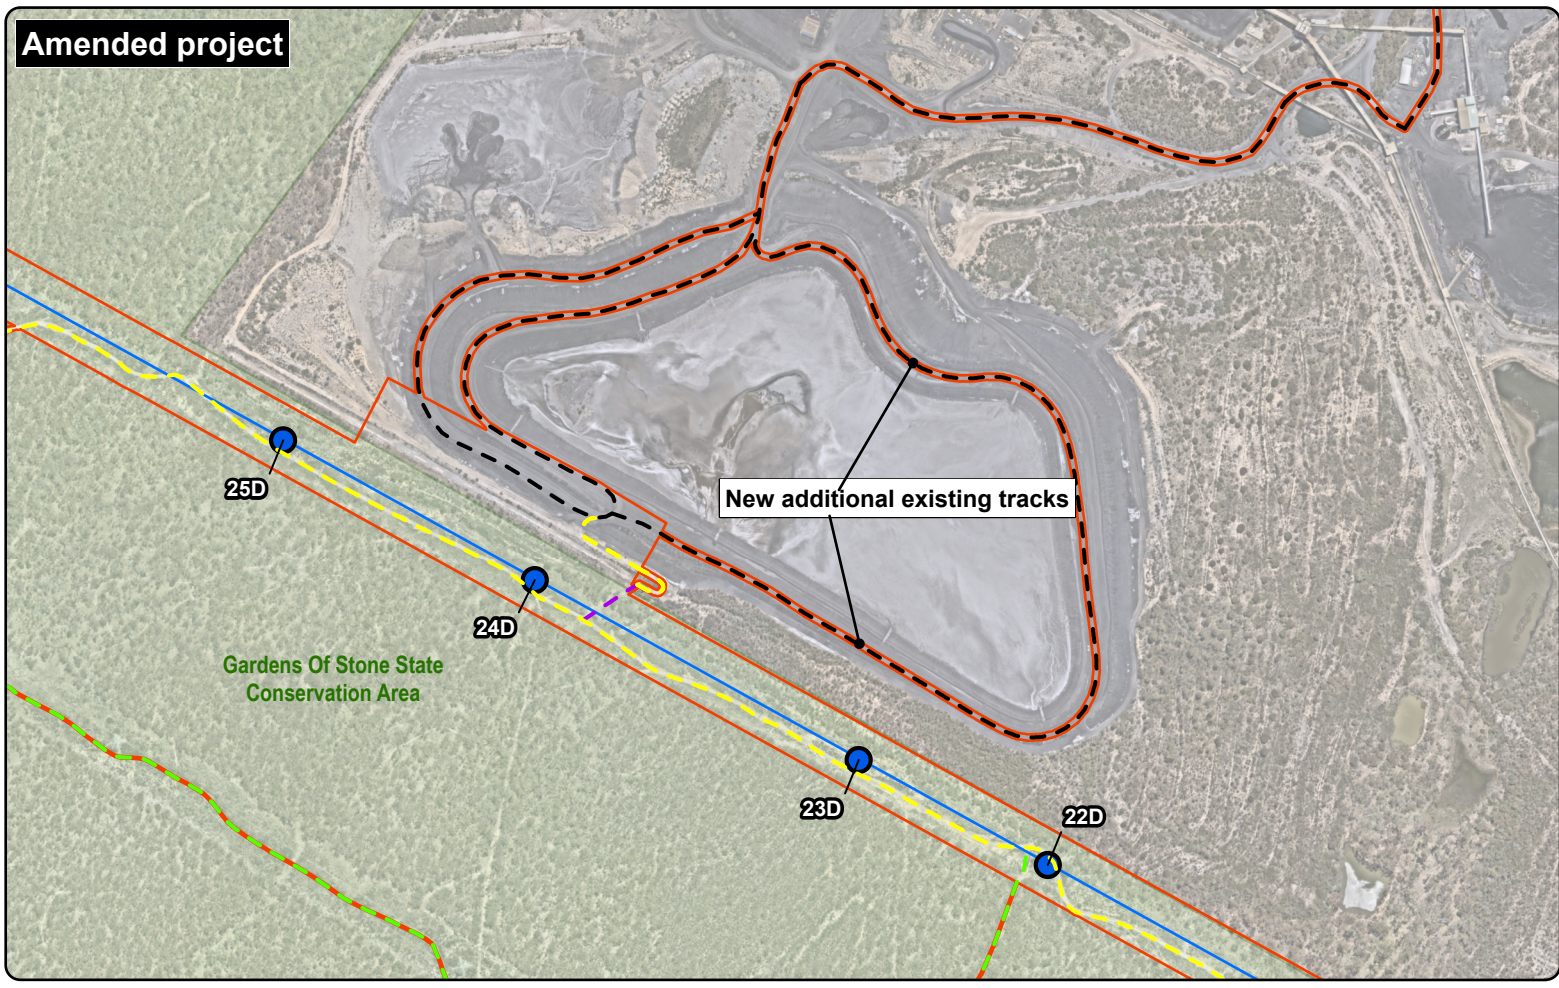 Amended project
25D
New additional existing tracks
24D
Gardens Of Stone State
Conservation Area
23D
22D